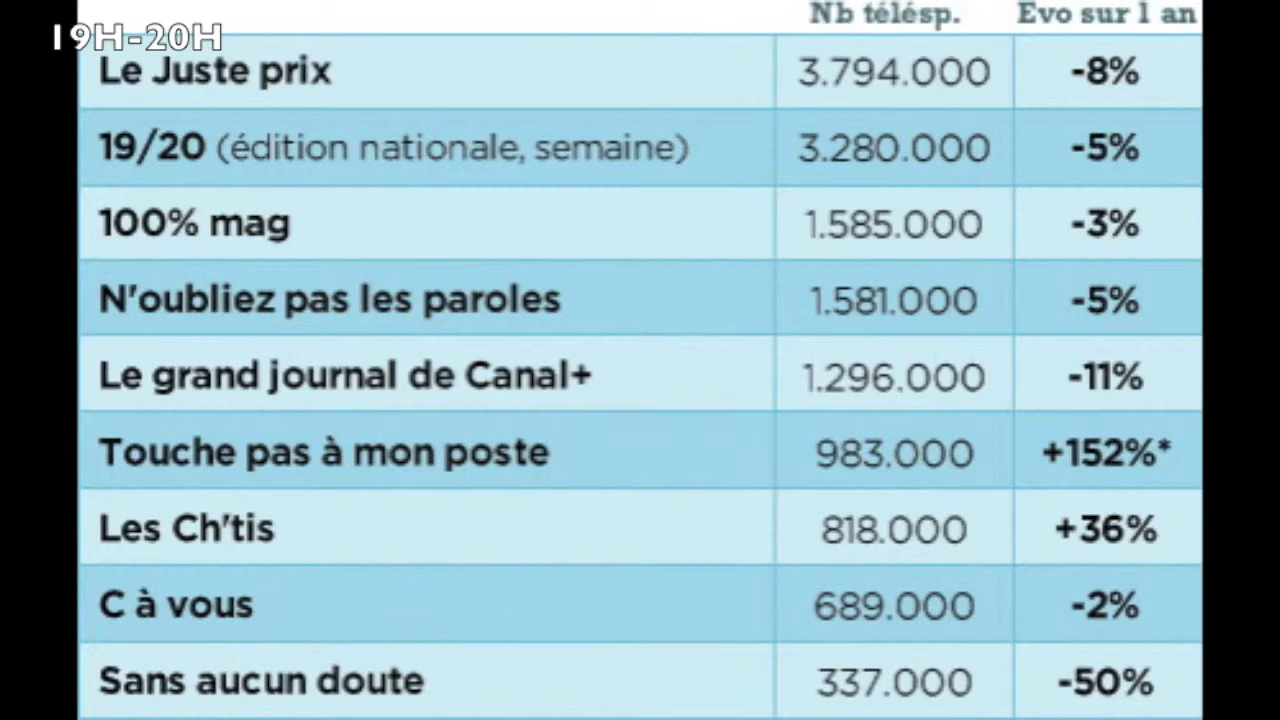 Nb télésp. Evo sur 1 an
19H-20H
Le Juste prix 3.794.000 -8%
19/20 (édition nationale, semaine) 3.280.000 -5%
100% mag 1.585.000 -3%
N'oubliez pas les paroles 1.581.000 -5%
Le grand journal de Canal+ 1.296.000 -11%
Touche pas à mon poste 983.000 +152%*
Les Ch'tis 818.000 +36%
C à vous 689.000 -2%
Sans aucun doute 337.000 -50%